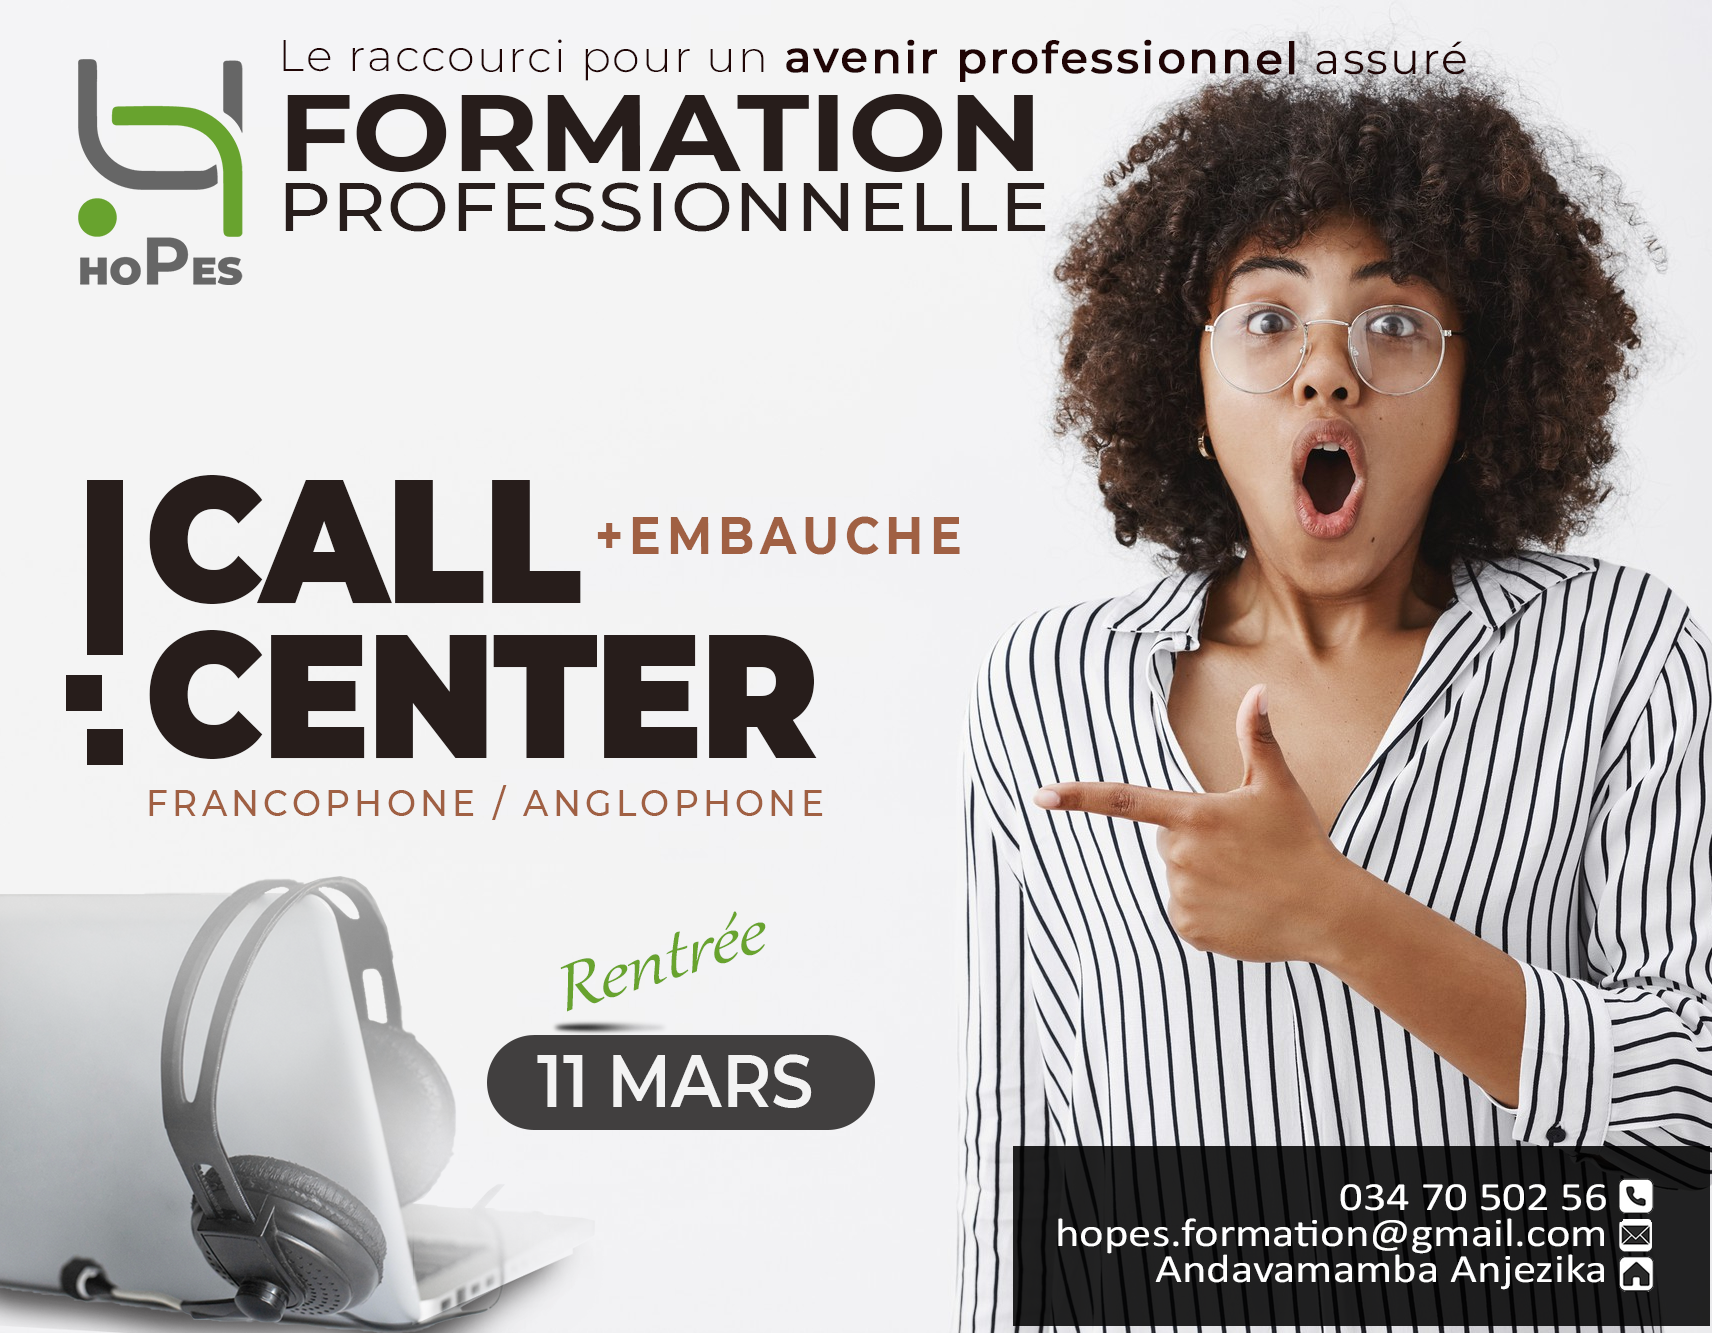 Le raccourci pour un avenir professionnel assuré
FORMATION
PROFESSIONNELLE
HOPES
CALL
+EMBAUCHE
CENTER
FRANCOPHONE / ANGLOPHONE
Rentrée
11 MARS
034 70 502 56
hopes.formation@gmail.com
Andavamamba Anjezika